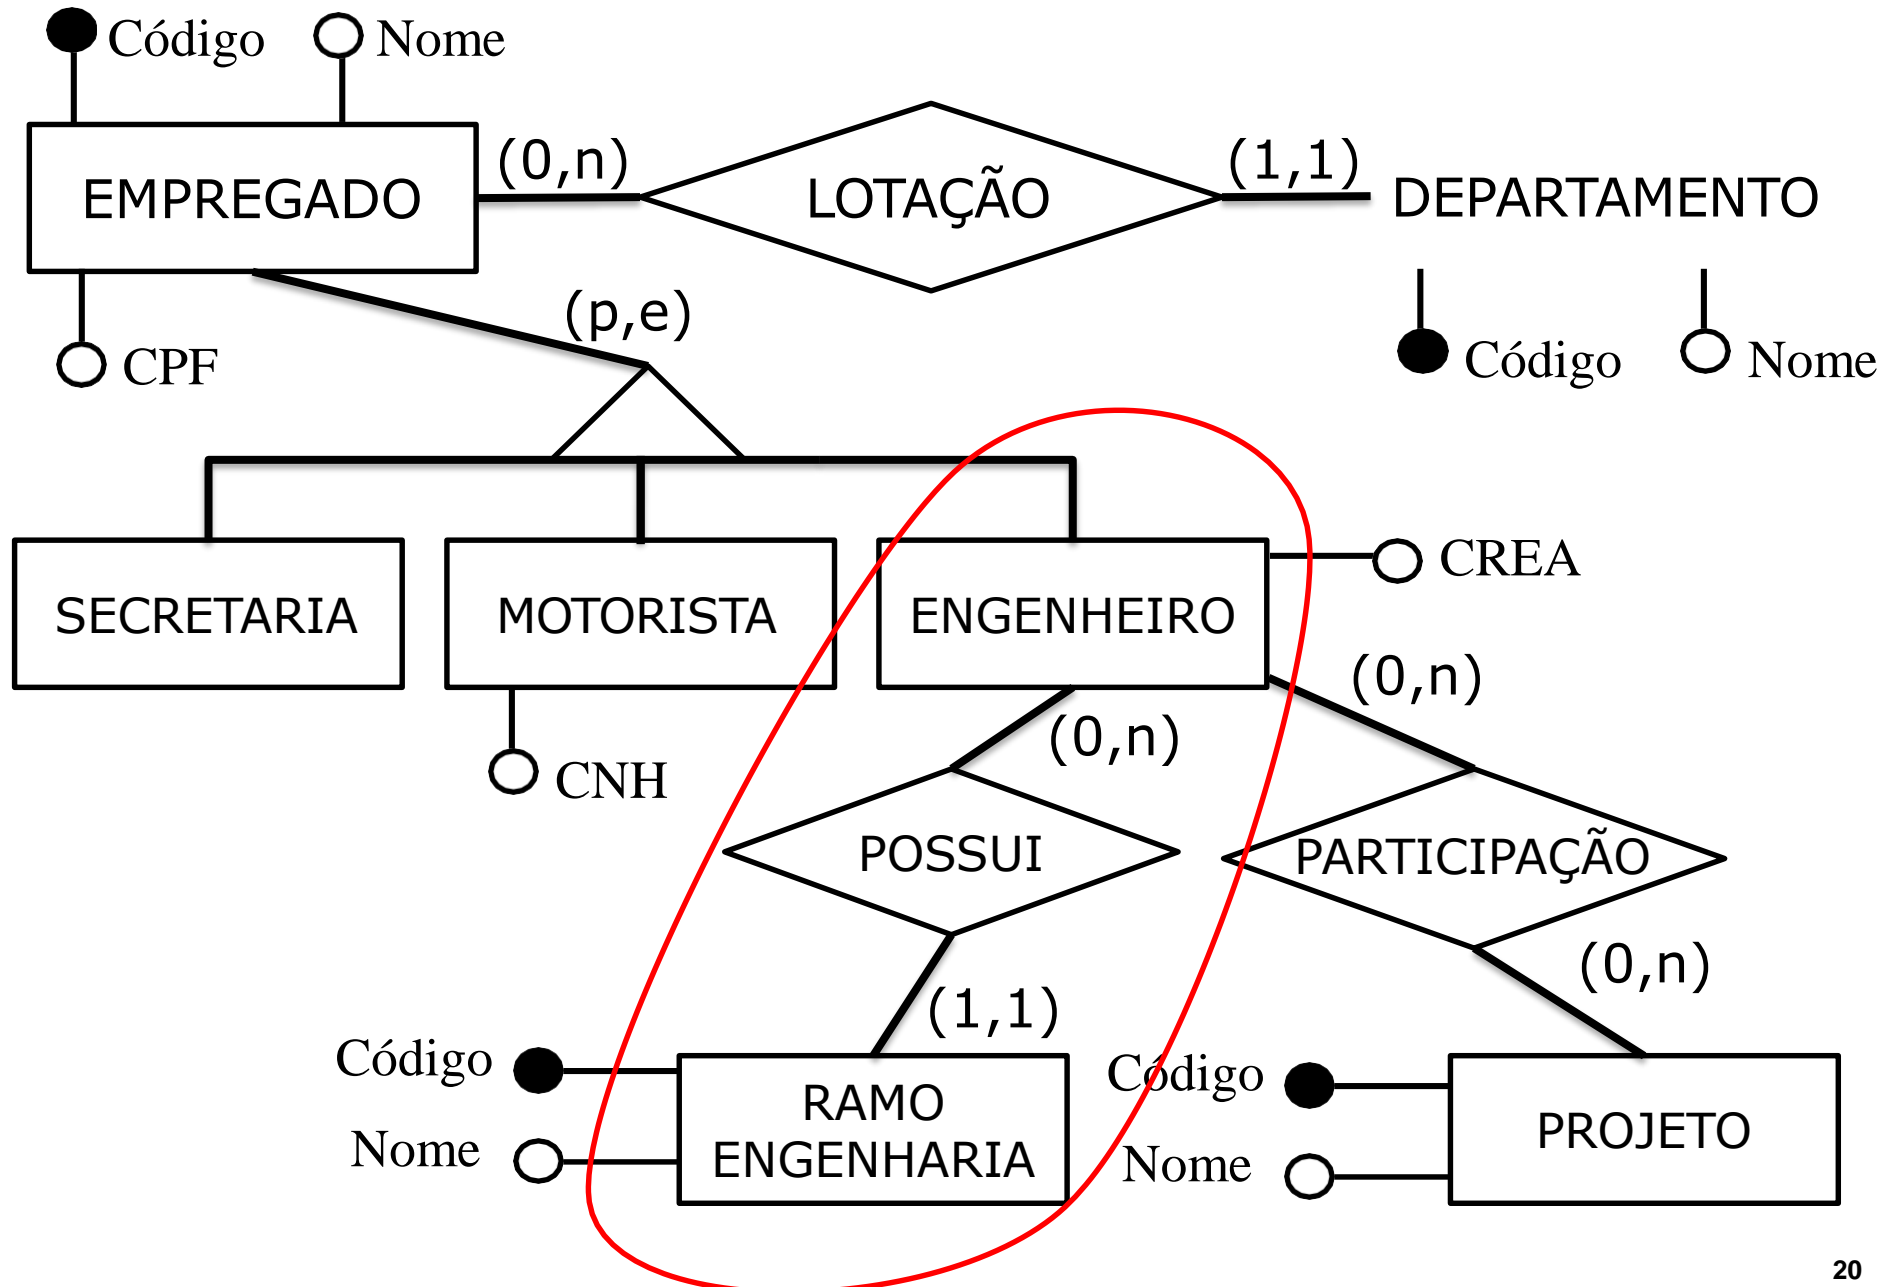 Código
Nome
EMPREGADO
(0,n)
LOTAÇÃO
(1,1)
DEPARTAMENTO
CPF
(p,e)
Código
Nome
SECRETARIA
MOTORISTA
ENGENHEIRO
CREA
CNH
(0,n)
(0,n)
POSSUI
PARTICIPAÇÃO
(1,1)
(0,n)
Código
Nome
RAMO
ENGENHARIA
Código
Nome
PROJETO
20